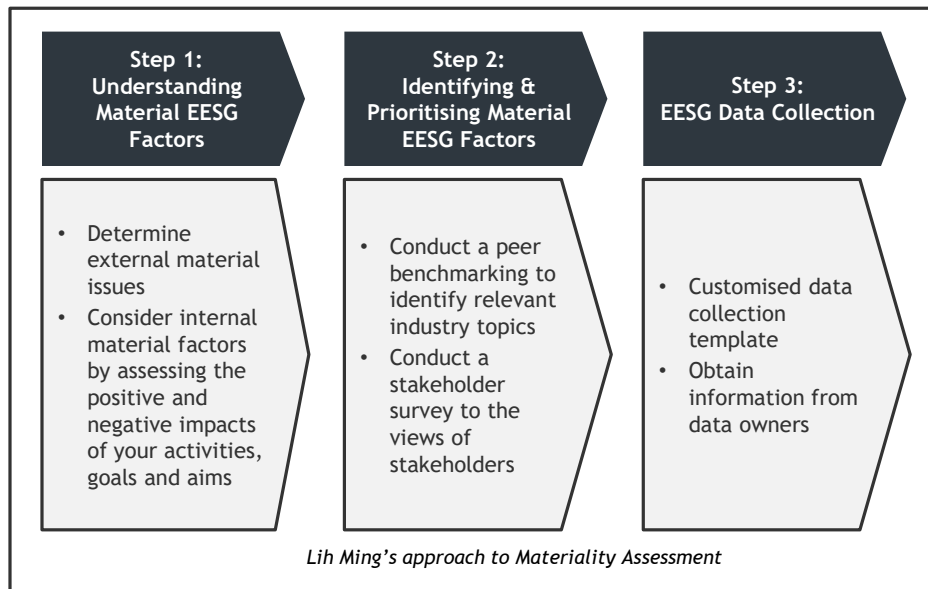 Step 1:
Understanding
Material EESG
Factors
• Determine
external material
issues
• Consider internal
material factors
by assessing the
positive and
negative impacts
of your activities,
goals and aims
Step 2:
Identifying &
Prioritising Material
EESG Factors
• Conduct a peer
benchmarking to
identify relevant
industry topics
• Conduct a
stakeholder
survey to the
views of
stakeholders
Step 3:
EESG Data Collection
• Customised data
collection
template
• Obtain
information from
data owners
Lih Ming’s approach to Materiality Assessment